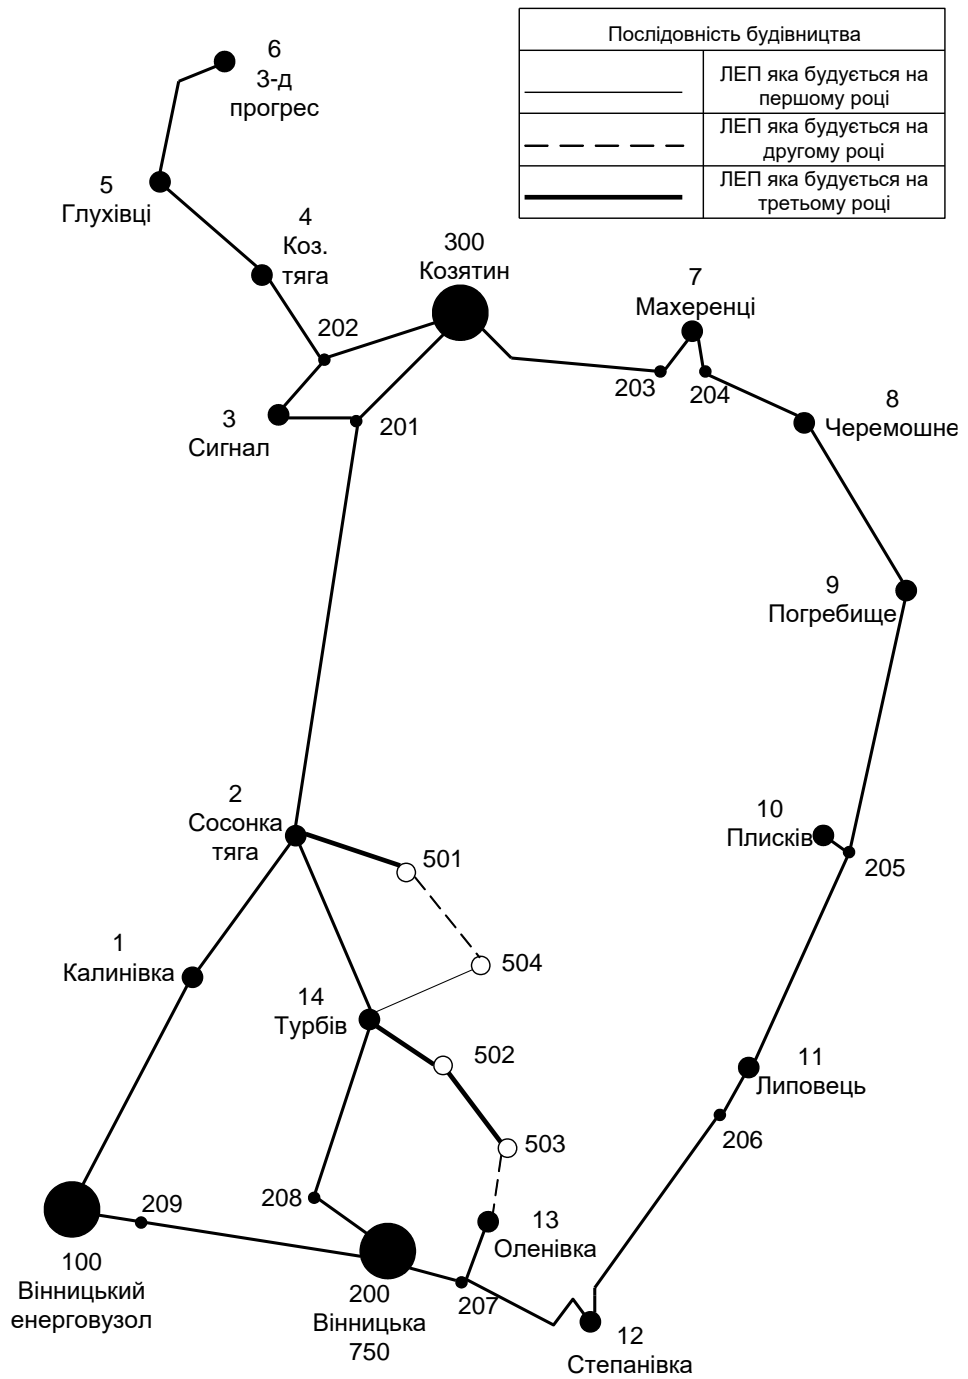 Послідовність будівництва
ЛЕП яка будується на
першому році
ЛЕП яка будується на
другому році
ЛЕП яка будується на
третьому році
6
З-д
прогрес
5
Глухівці
4
Коз.
тяга
300
Козятин
7
Махеренці
202
203
204
8
Черемошне
3
Сигнал
201
9
Погребище
2
Сосонка
тяга
501
10
Плисків
205
1
Калинівка
504
14
Турбів
502
11
Липовець
206
503
208
209
13
Оленівка
100
Вінницький
енерговузол
200
Вінницька
750
207
12
Степанівка